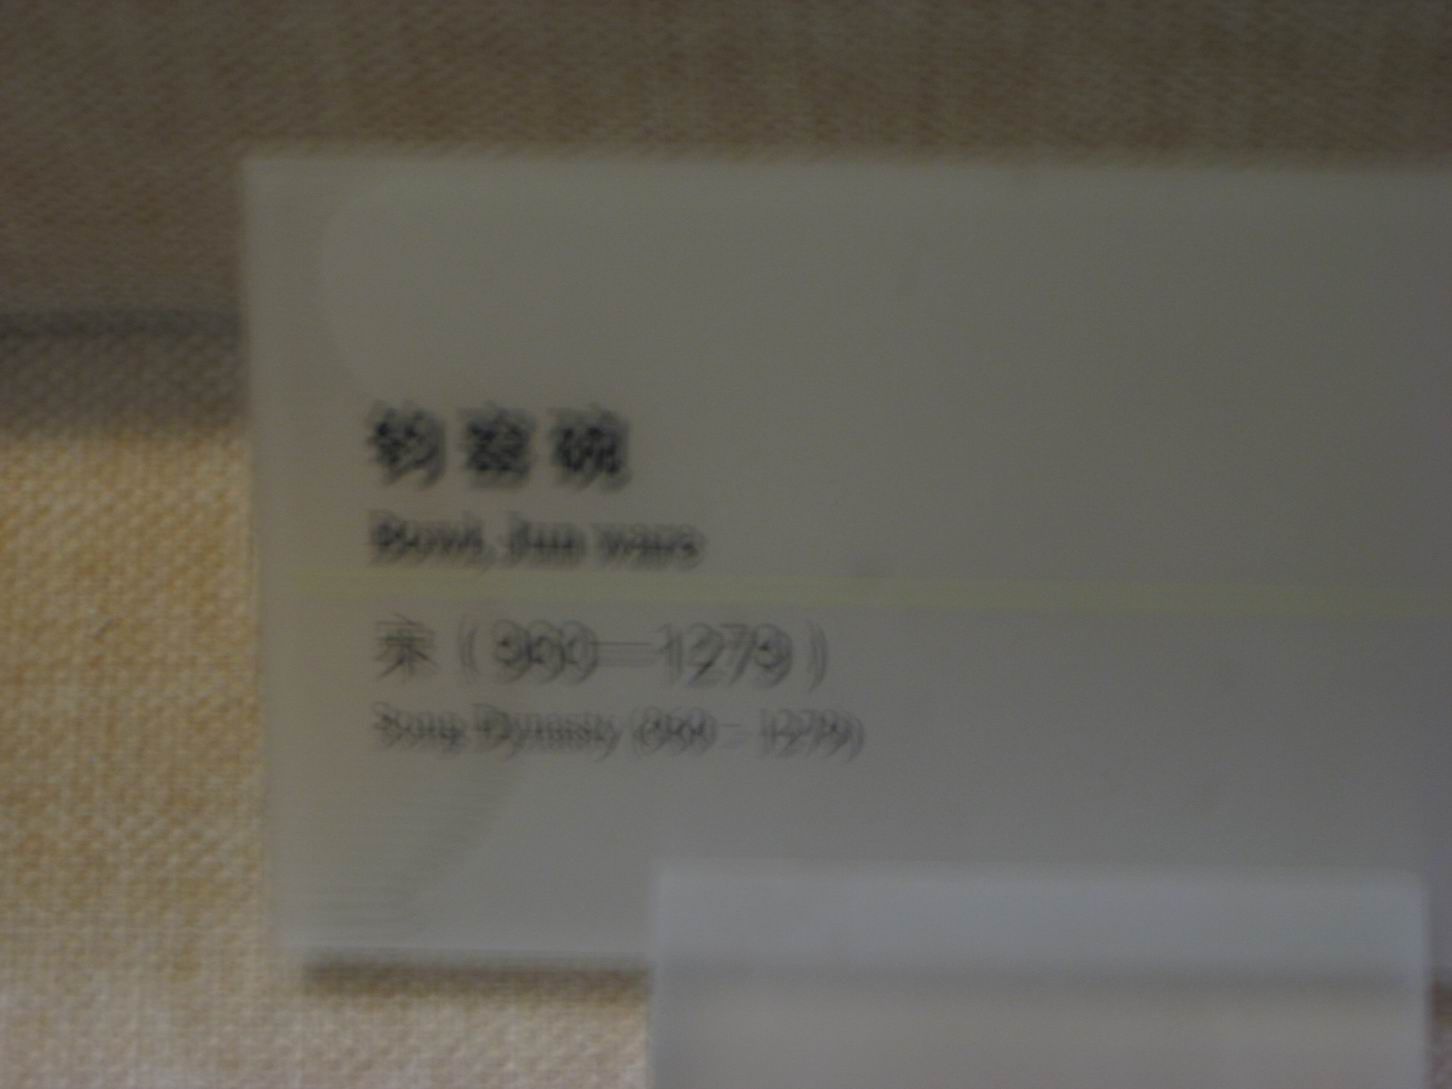 钧窑碗
Bowl, Jun ware
宋（960—1279）
Song Dynasty (960－1279)